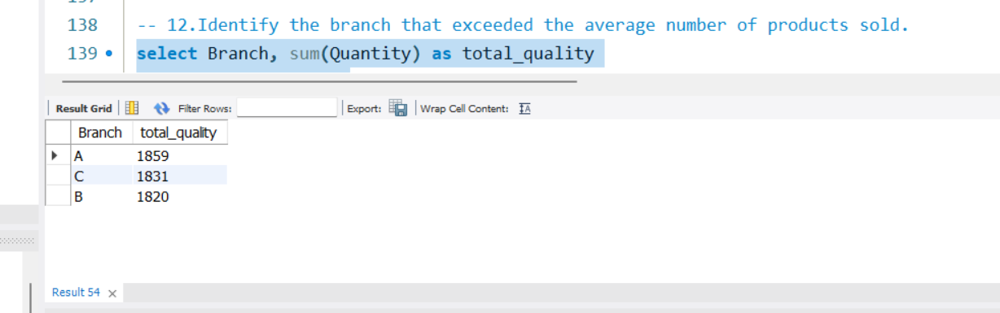 138 -- 12.Identify the branch that exceeded the average number of products sold.
139 select Branch, sum(Quantity) as total_quality
Result Grid Filter Rows: Export: Wrap Cell Content: IA
Branch total_quality
A 1859
C 1831
B 1820
Result 54 ×